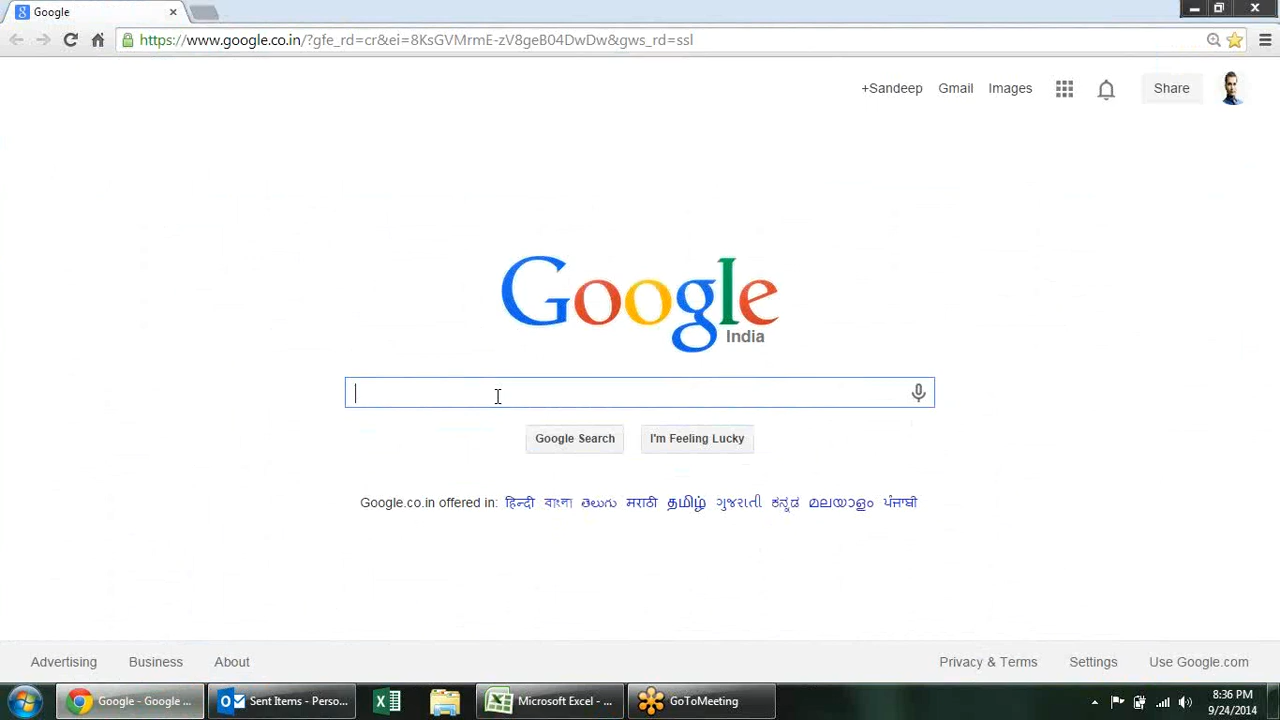 Google
https://www.google.co.in/?gfe_rd=cr&ei=8KsGVMrmE-zV8geB04DwDw&gws_rd=ssl
+Sandeep Gmail Images Share
Google
India
Google Search I'm Feeling Lucky
Google.co.in offered in: हिन्दी বাংলা తెలుగు मराठी தமிழ் ગુજરાતી ಕನ್ನಡ മലയാളം ਪੰਜਾਬੀ
Advertising Business About Privacy & Terms Settings Use Google.com
Google - Google ... Sent Items - Perso... Microsoft Excel - ... GoToMeeting 8:36 PM
9/24/2014